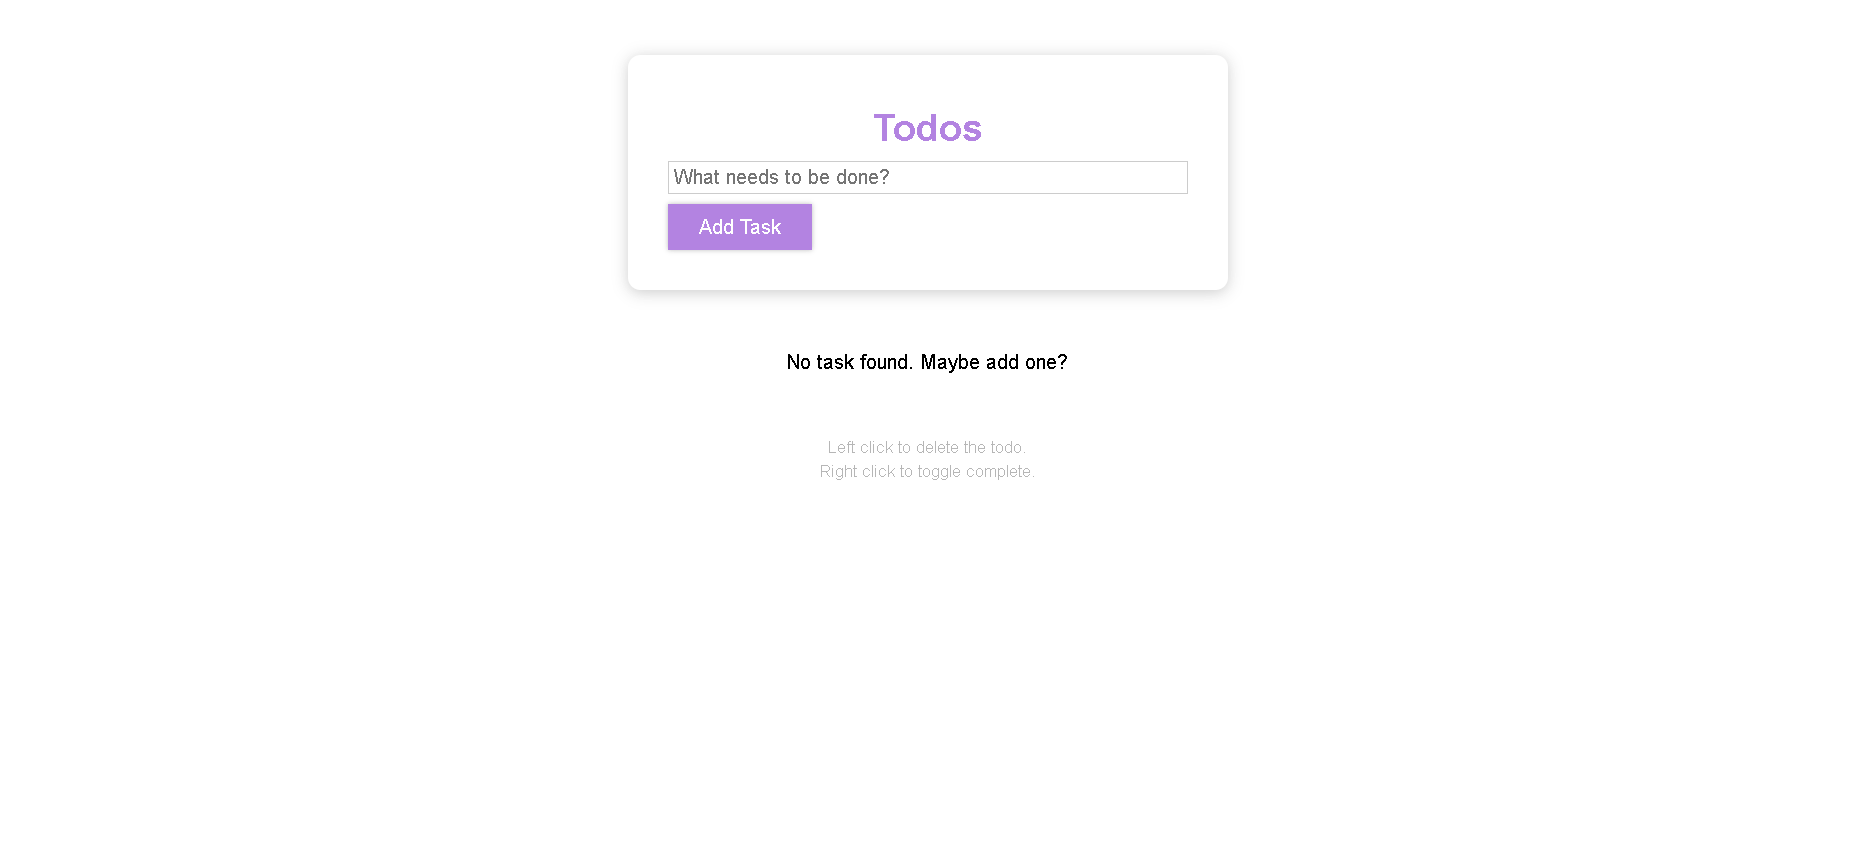 Todos
What needs to be done?
Add Task
No task found. Maybe add one?
Left click to delete the todo.
Right click to toggle complete.